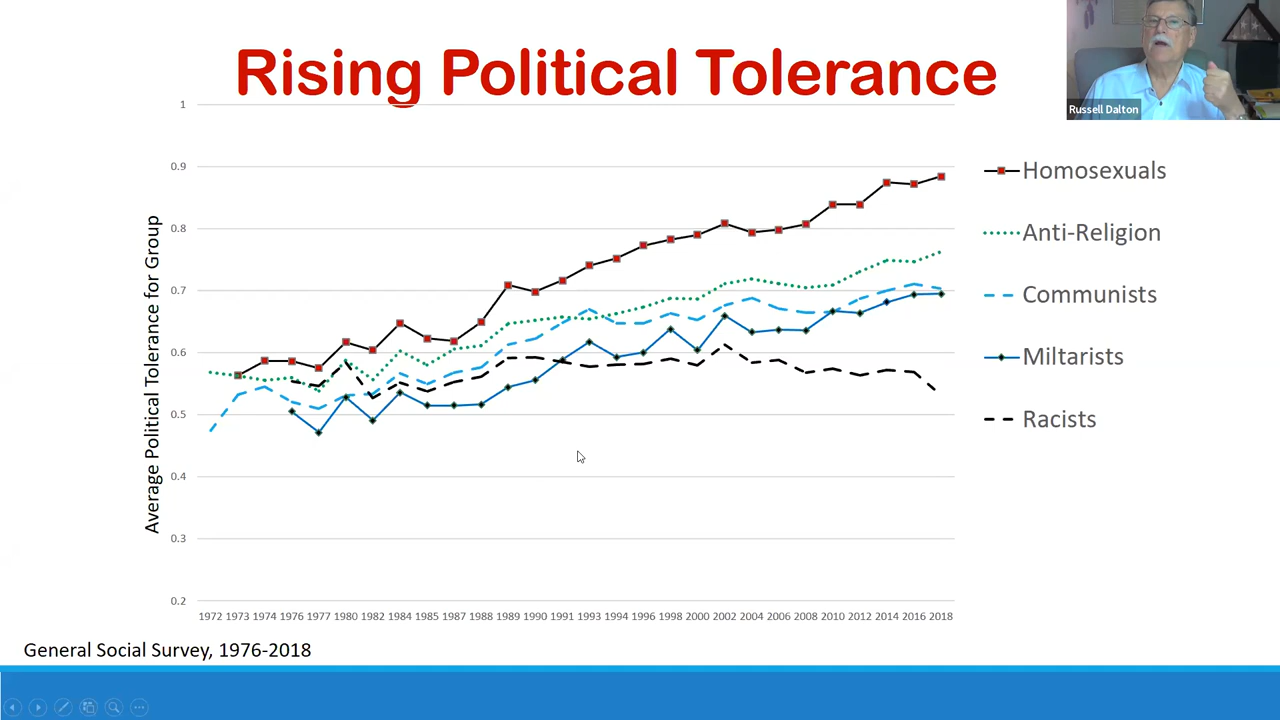 Rising Political Tolerance
Russell Dalton
1
0.9
0.8
0.7
0.6
0.5
0.4
0.3
0.2
Average Political Tolerance for Group
1972 1973 1974 1976 1977 1980 1982 1984 1985 1987 1988 1989 1990 1991 1993 1994 1996 1998 2000 2002 2004 2006 2008 2010 2012 2014 2016 2018
Homosexuals
Anti-Religion
Communists
Miltarists
Racists
General Social Survey, 1976-2018